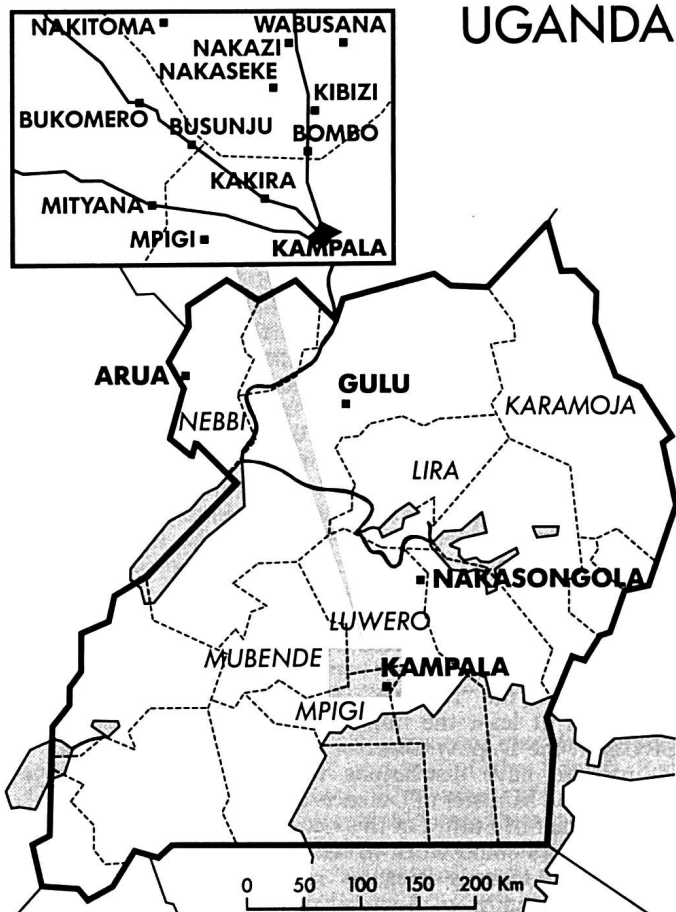 UGANDA
NAKITOMA
WABUSANA
NAKAZI
NAKASEKE
KIBIZI
BUKOMERO
BUSUNJU
BOMBO
KAKIRA
MITYANA
MPIGI
KAMPALA
ARUA
GULU
KARAMOJA
NEBBI
LIRA
NAKASONGOLA
LUWERO
MUBENDE
KAMPALA
MPIGI
0 50 100 150 200 Km